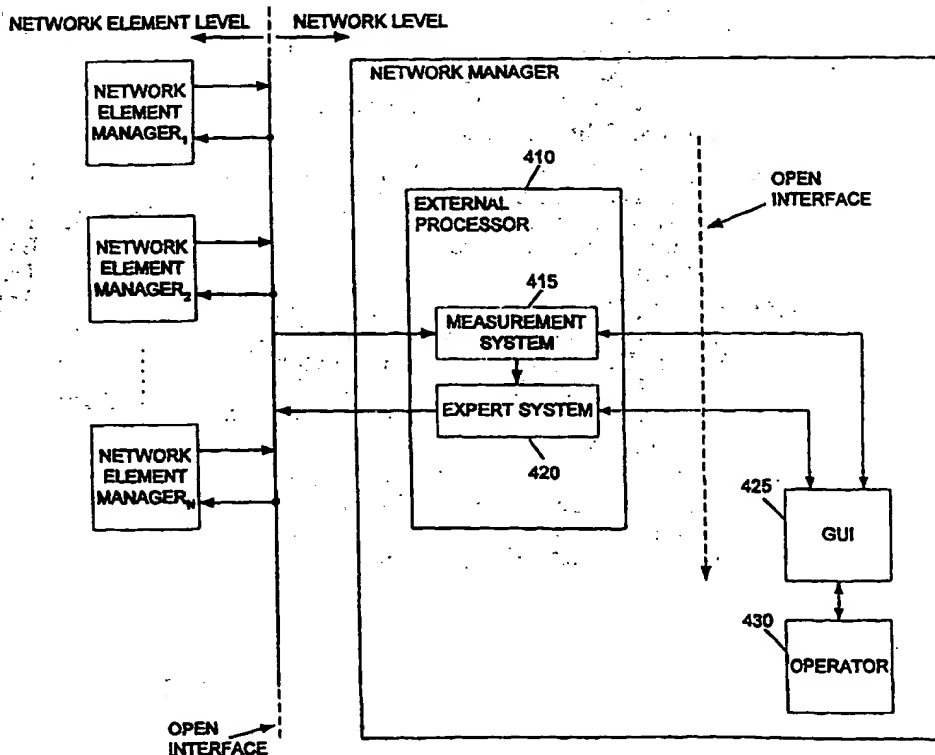 NETWORK ELEMENT LEVEL
NETWORK LEVEL
NETWORK MANAGER
NETWORK
ELEMENT
MANAGER1
410
EXTERNAL
PROCESSOR
OPEN
INTERFACE
NETWORK
ELEMENT
MANAGER2
415
MEASUREMENT
SYSTEM
EXPERT SYSTEM
420
NETWORK
ELEMENT
MANAGERN
425
GUI
430
OPERATOR
OPEN
INTERFACE